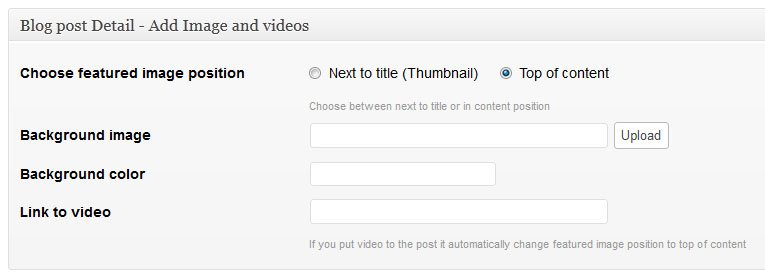 Blog post Detail - Add Image and videos
Choose featured image position Next to title (Thumbnail) Top of content
Choose between next to title or in content position
Background image Upload
Background color
Link to video
If you put video to the post it automatically change featured image position to top of content